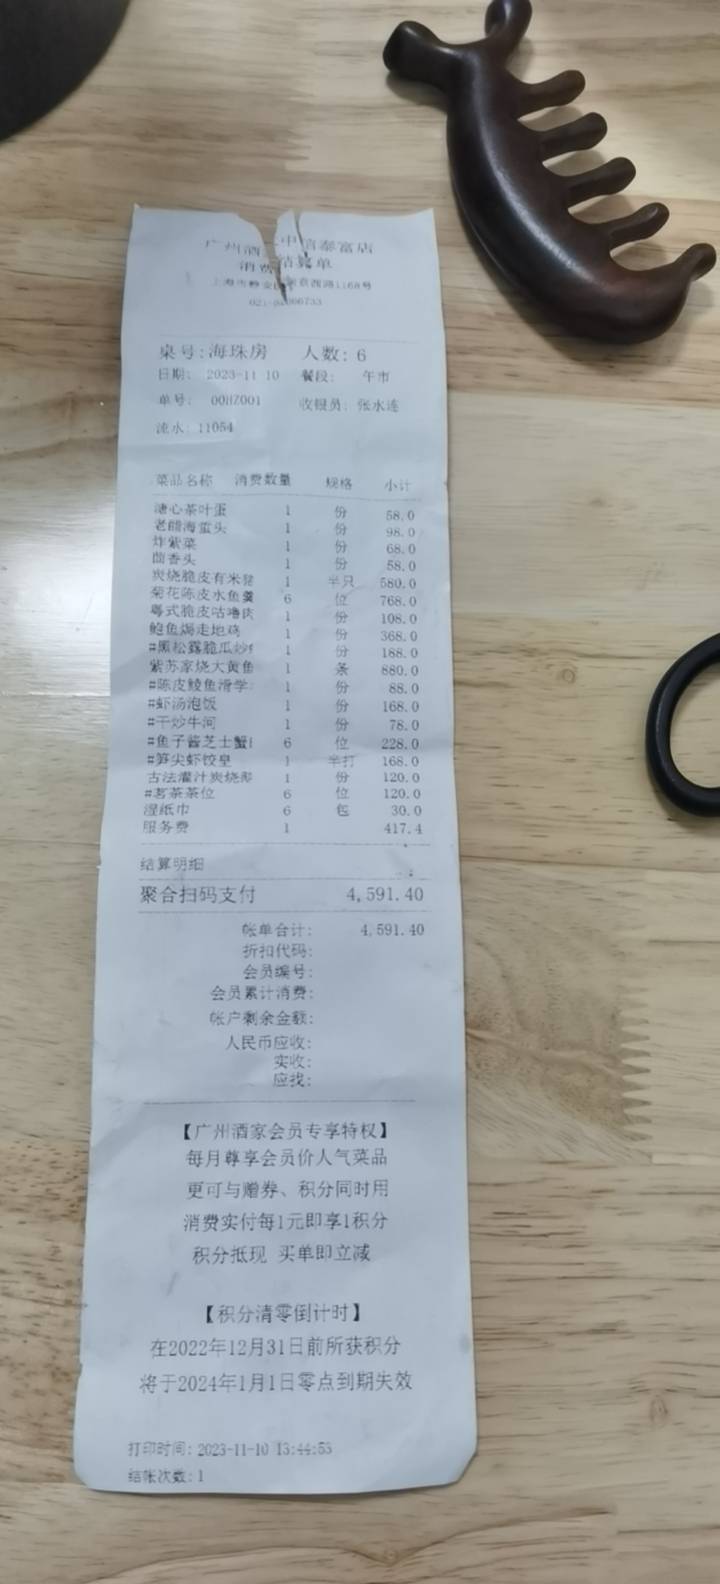 广州酒 中信泰富店
消费结算单
上海市静安区南京西路1168号
桌号:海珠房 人数: 6
日期: 2023-11 10 餐段: 午市
单号: 00HZ001 收银员: 张水连
流水: 11054
菜品名称 消费数量 规格 小计
溏心茶叶蛋 1 份 58.0
老醋海蜇头 1 份 98.0
炸紫菜 1 份 68.0
茴香头 1 份 58.0
炭烧脆皮有米猪 1 半只 580.0
菊花陈皮水鱼羹 6 位 768.0
粤式脆皮咕噜肉 1 份 108.0
鲍鱼焗走地鸡 1 份 368.0
#黑松露脆瓜炒 1 份 188.0
紫苏家烧大黄鱼 1 条 880.0
#陈皮鲮鱼滑学 1 份 88.0
#虾汤泡饭 1 份 168.0
#干炒牛河 1 份 78.0
#鱼子酱芝士蟹 6 位 228.0
#笋尖虾饺皇 1 半打 168.0
古法灌汁炭烧 1 份 120.0
#茗茶茶位 6 位 120.0
湿纸巾 6 包 30.0
服务费 1 417.4
结算明细
聚合扫码支付 4,591.40
帐单合计: 4,591.40
折扣代码:
会员编号:
会员累计消费:
帐户剩余金额:
人民币应收:
实收:
应找:
【广州酒家会员专享特权】
每月尊享会员价人气菜品
更可与赠券、积分同时用
消费实付每1元即享1积分
积分抵现 买单即立减
【积分清零倒计时】
在2022年12月31日前所获积分
将于2024年1月1日零点到期失效
打印时间: 2023-11-10 13:44:53
结帐次数: 1